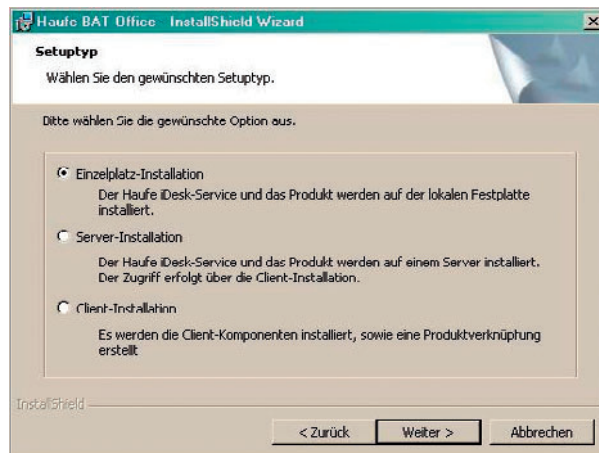 Haufe BAT Office - InstallShield Wizard
Setuptyp
Wählen Sie den gewünschten Setuptyp.
Bitte wählen Sie die gewünschte Option aus.
Einzelplatz-Installation
Der Haufe iDesk-Service und das Produkt werden auf der lokalen Festplatte
installiert.
Server-Installation
Der Haufe iDesk-Service und das Produkt werden auf einem Server installiert.
Der Zugriff erfolgt über die Client-Installation.
Client-Installation
Es werden die Client-Komponenten installiert, sowie eine Produktverknüpfung
erstellt
InstallShield
< Zurück Weiter > Abbrechen